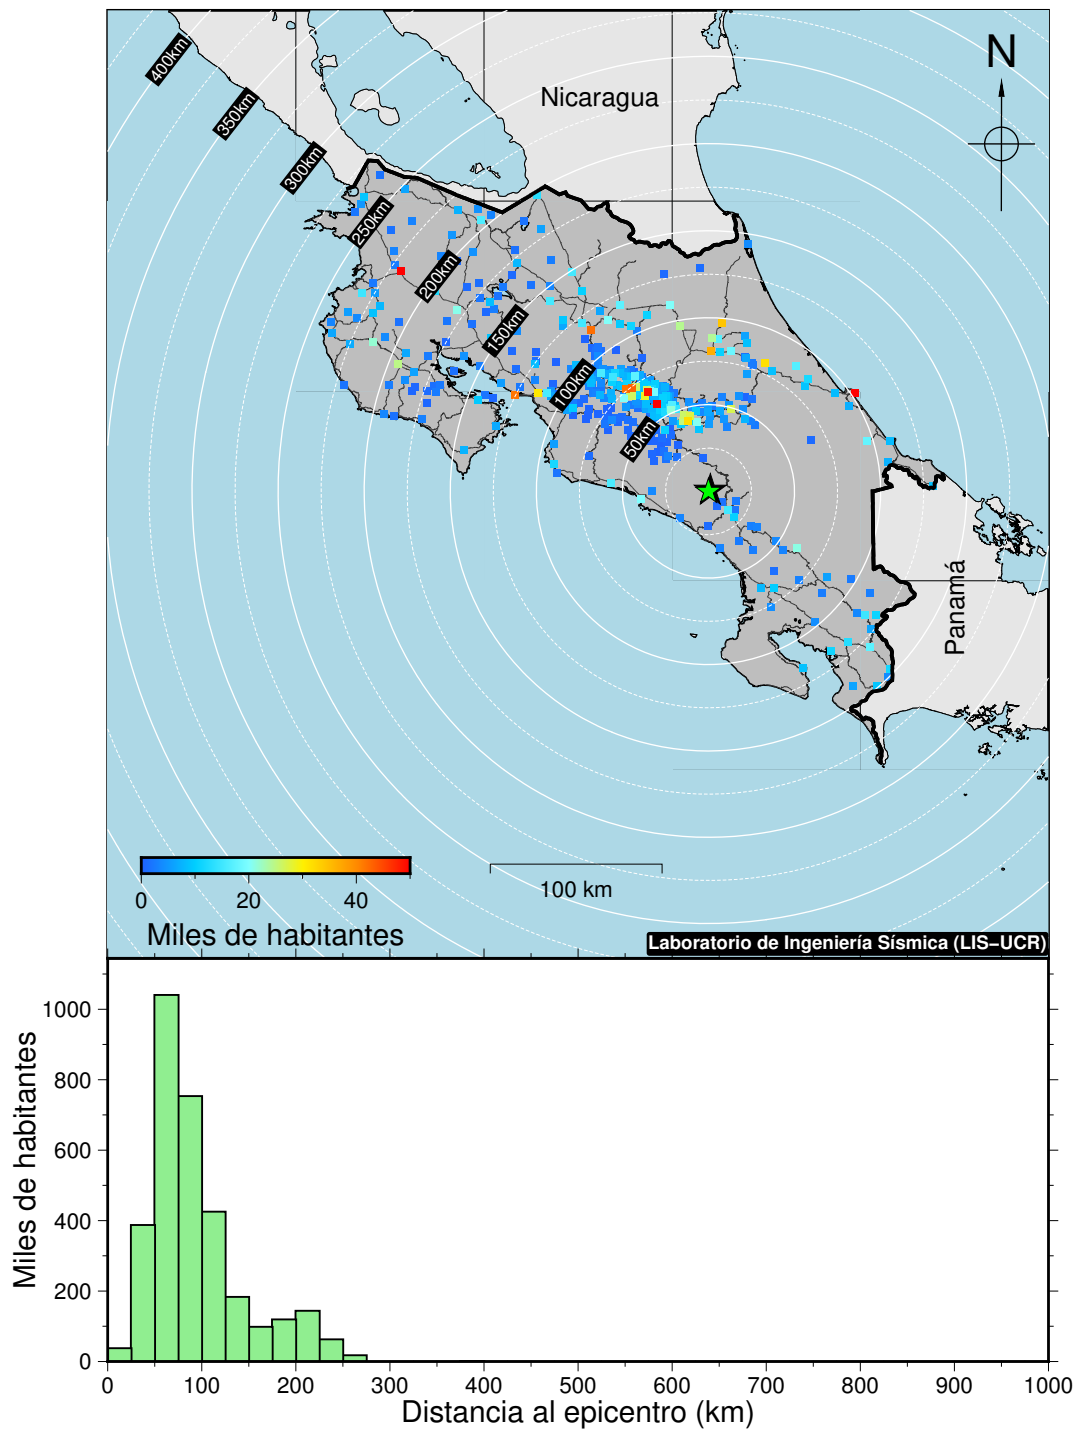 400km
350km
300km
250km
200km
150km
100km
50km
Nicaragua
N
Panamá
0 20 40
Miles de habitantes
100 km
Laboratorio de Ingeniería Sísmica (LIS–UCR)
Miles de habitantes
1000
800
600
400
200
0
0 100 200 300 400 500 600 700 800 900 1000
Distancia al epicentro (km)